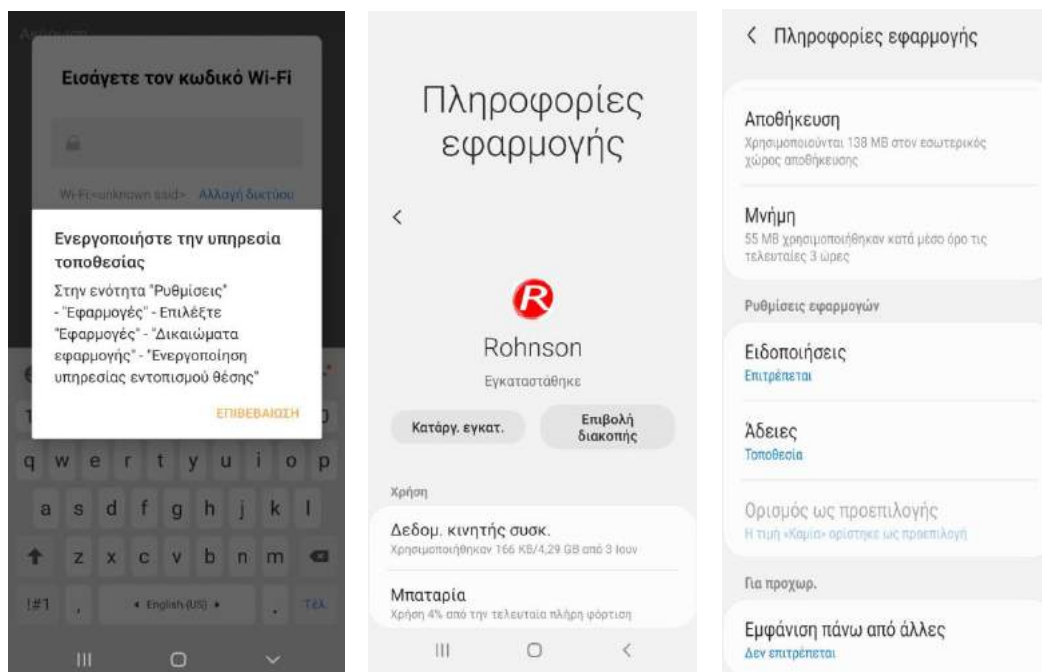 Ακύρωση
Εισάγετε τον κωδικό Wi-Fi
Wi-Fi:<unknown ssid> Αλλαγή δικτύου
Ενεργοποιήστε την υπηρεσία
τοποθεσίας
Στην ενότητα "Ρυθμίσεις"
- "Εφαρμογές" - Επιλέξτε
"Εφαρμογές" - "Δικαιώματα
εφαρμογής" - "Ενεργοποίηση
υπηρεσίας εντοπισμού θέσης"
ΕΠΙΒΕΒΑΙΩΣΗ
q w e r t y u i o p
a s d f g h j k l
z x c v b n m
!#1 , English (US) . Τέλ.
Πληροφορίες
εφαρμογής
R
Rohnson
Εγκαταστάθηκε
Κατάργ. εγκατ.
Επιβολή
διακοπής
Χρήση
Δεδομ. κινητής συσκ.
Χρησιμοποιήθηκαν 166 KB/4,29 GB από 3 Ιουν
Μπαταρία
Χρήση 4% από την τελευταία πλήρη φόρτιση
Πληροφορίες εφαρμογής
Αποθήκευση
Χρησιμοποιούνται 138 MB στον εσωτερικός
χώρος αποθήκευσης
Μνήμη
55 MB χρησιμοποιήθηκαν κατά μέσο όρο τις
τελευταίες 3 ώρες
Ρυθμίσεις εφαρμογών
Ειδοποιήσεις
Επιτρέπεται
Άδειες
Τοποθεσία
Ορισμός ως προεπιλογής
Η τιμή «Καμία» ορίστηκε ως προεπιλογή
Για προχωρ.
Εμφάνιση πάνω από άλλες
Δεν επιτρέπεται